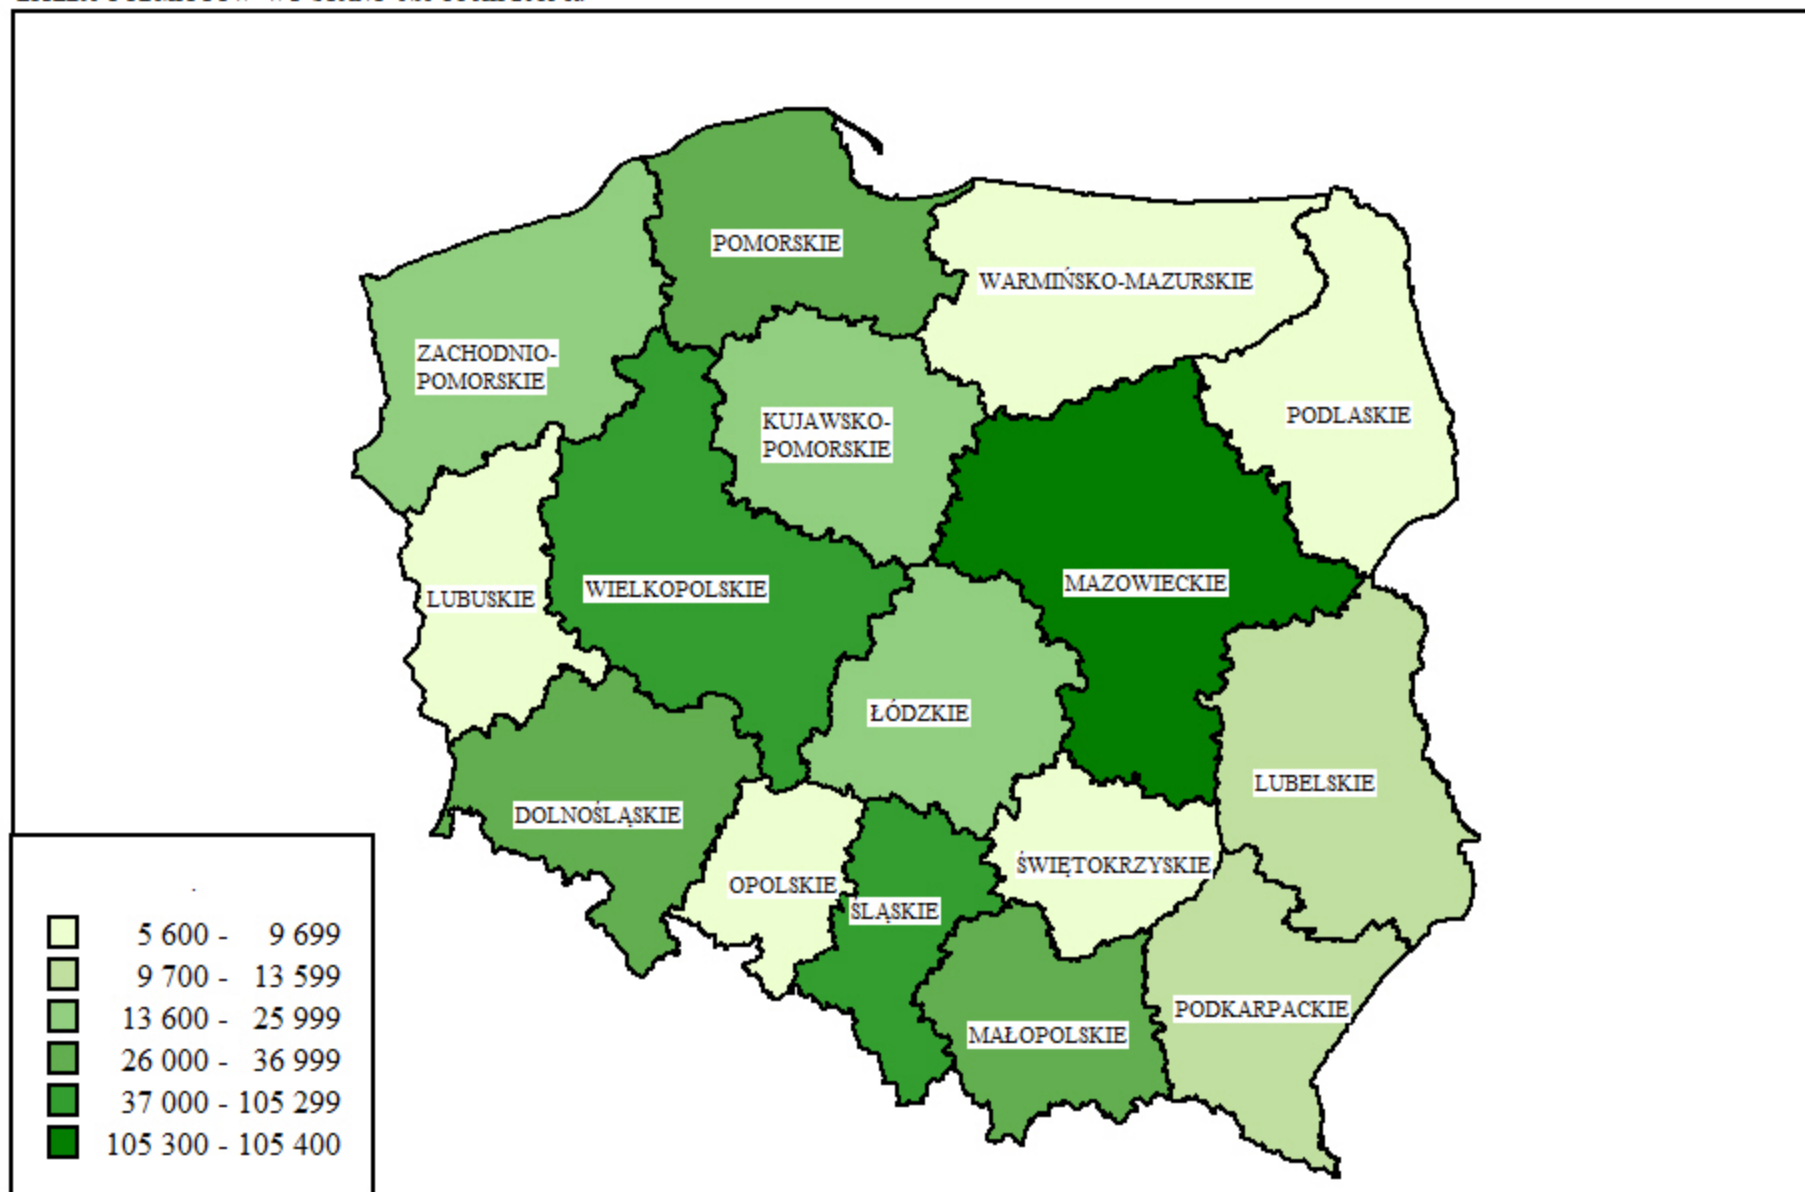 POMORSKIE
WARMIŃSKO-MAZURSKIE
ZACHODNIO-
POMORSKIE
KUJAWSKO-
POMORSKIE
PODLASKIE
LUBUSKIE
WIELKOPOLSKIE
MAZOWIECKIE
ŁÓDZKIE
LUBELSKIE
DOLNOŚLĄSKIE
OPOLSKIE
ŚLĄSKIE
ŚWIĘTOKRZYSKIE
MAŁOPOLSKIE
PODKARPACKIE
.
5 600 - 9 699
9 700 - 13 599
13 600 - 25 999
26 000 - 36 999
37 000 - 105 299
105 300 - 105 400